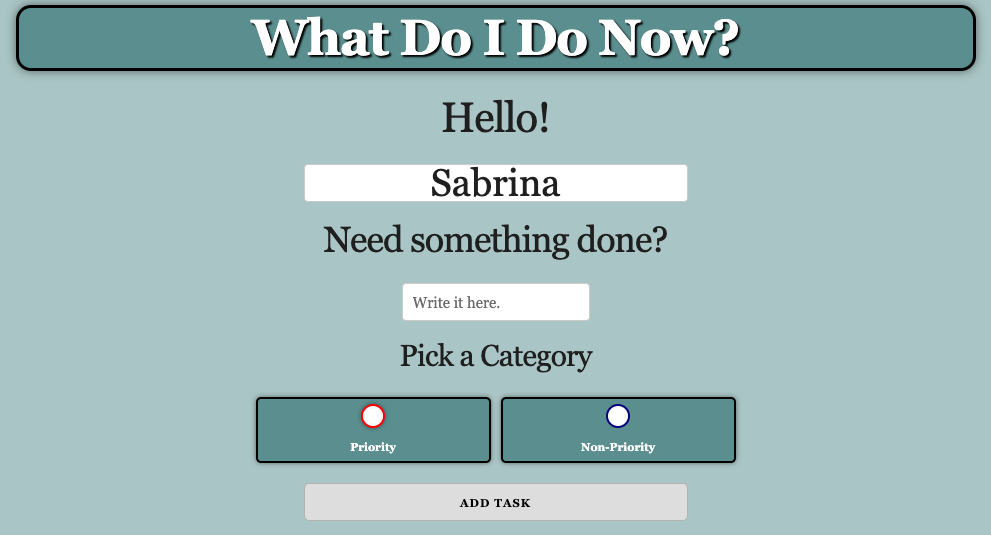 What Do I Do Now?
Hello!
Sabrina
Need something done?
Write it here.
Pick a Category
Priority
Non-Priority
ADD TASK